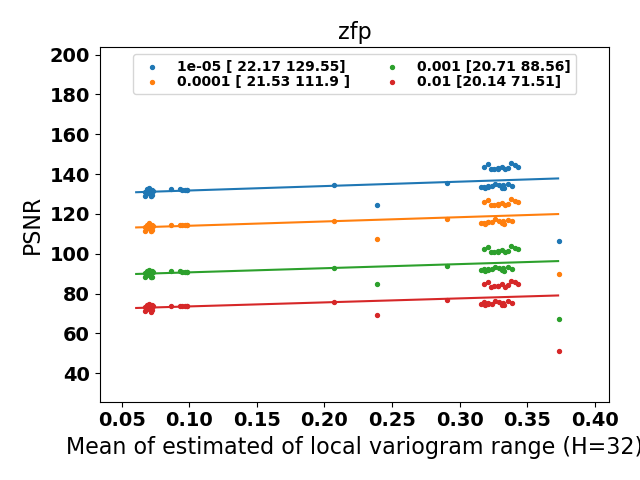 zfp
1e-05 [ 22.17 129.55]
0.0001 [ 21.53 111.9 ]
0.001 [20.71 88.56]
0.01 [20.14 71.51]
PSNR
200
180
160
140
120
100
80
60
40
0.05 0.10 0.15 0.20 0.25 0.30 0.35 0.40
Mean of estimated of local variogram range (H=32)